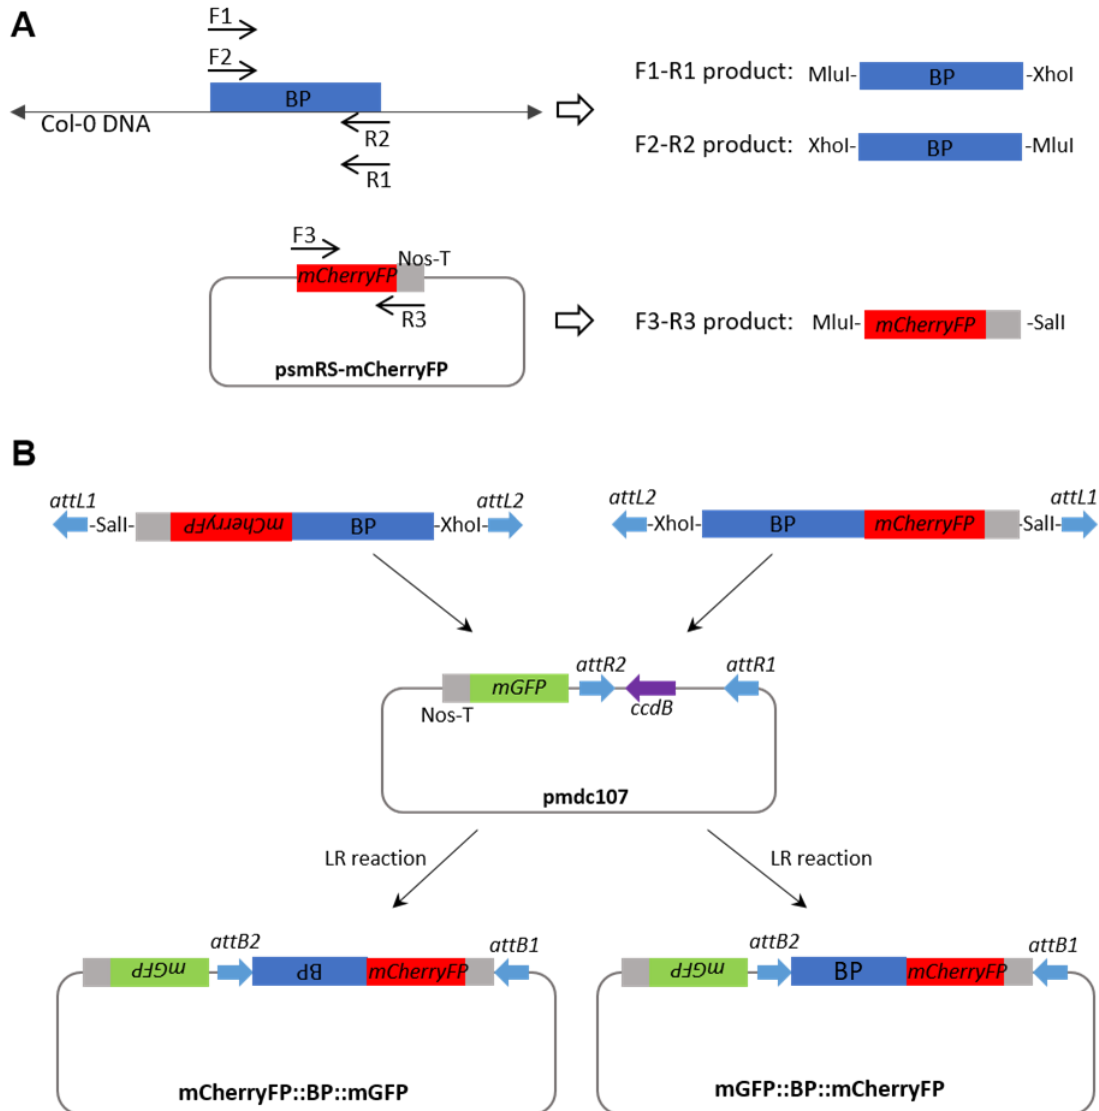 A
F1
F2
BP
Col-0 DNA
R2
R1
F1-R1 product: MluI- BP -XhoI
F2-R2 product: XhoI- BP -MluI
F3
Nos-T
mCherryFP
R3
psmRS-mCherryFP
F3-R3 product: MluI- mCherryFP -SalI
B
attL1 attL2 attL2 attL1
-SalI- mCherryFP BP -XhoI- -XhoI- BP mCherryFP -SalI-
attR2 attR1
mGFP
ccdB
Nos-T
pmdc107
LR reaction LR reaction
attB2 attB1 attB2 attB1
mGFP BP mCherryFP mGFP BP mCherryFP
mCherryFP::BP::mGFP mGFP::BP::mCherryFP